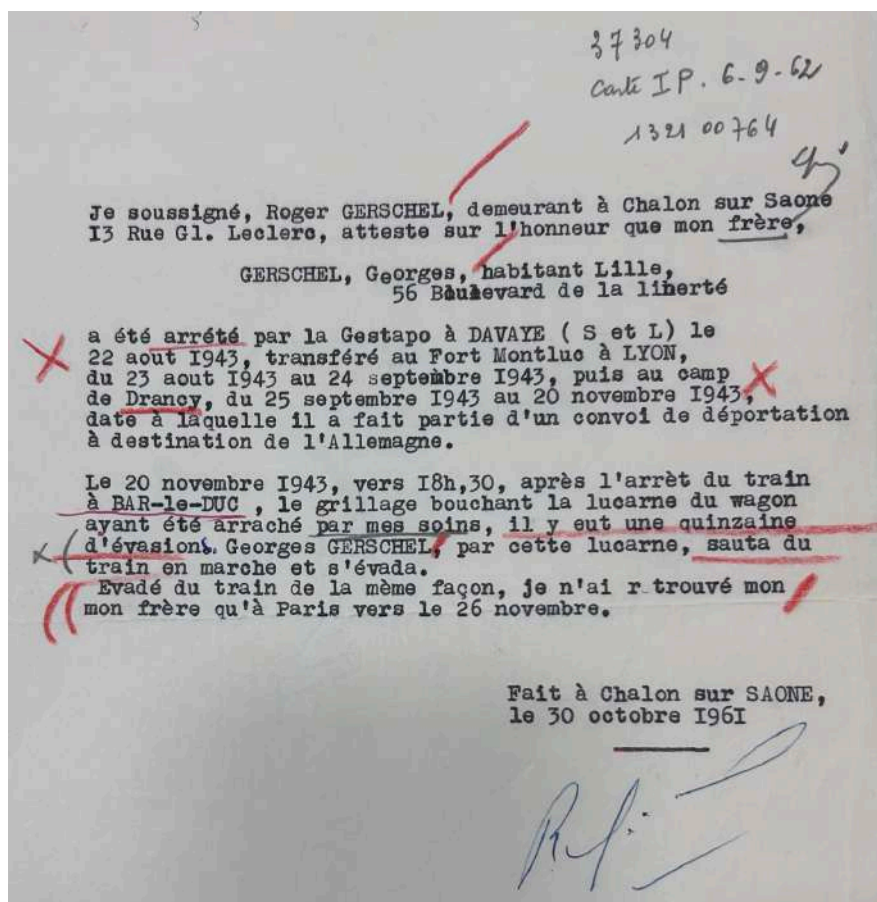 37304
Carte I P. 6-9-62
1321 00764
Je soussigné, Roger GERSCHEL, demeurant à Chalon sur Saone
I3 Rue Gl. Leclerc, atteste sur l'honneur que mon frère,
GERSCHEL, Georges, habitant Lille,
56 Boulevard de la linerté
a été arrété par la Gestapo à DAVAYE ( S et L) le
22 aout I943, transféré au Fort Montluc à LYON,
du 23 aout I943 au 24 septembre I943, puis au camp
de Drancy, du 25 septembre I943 au 20 novembre I943,
date à laquelle il a fait partie d'un convoi de déportation
à destination de l'Allemagne.
Le 20 novembre I943, vers I8h,30, après l'arrèt du train
à BAR-le-DUC , le grillage bouchant la lucarne du wagon
ayant été arraché par mes soins, il y eut une quinzaine
d'évasions. Georges GERSCHEL, par cette lucarne, sauta du
train en marche et s'évada.
Evadé du train de la mème façon, je n'ai r trouvé mon
mon frère qu'à Paris vers le 26 novembre.
Fait à Chalon sur SAONE,
le 30 octobre I96I